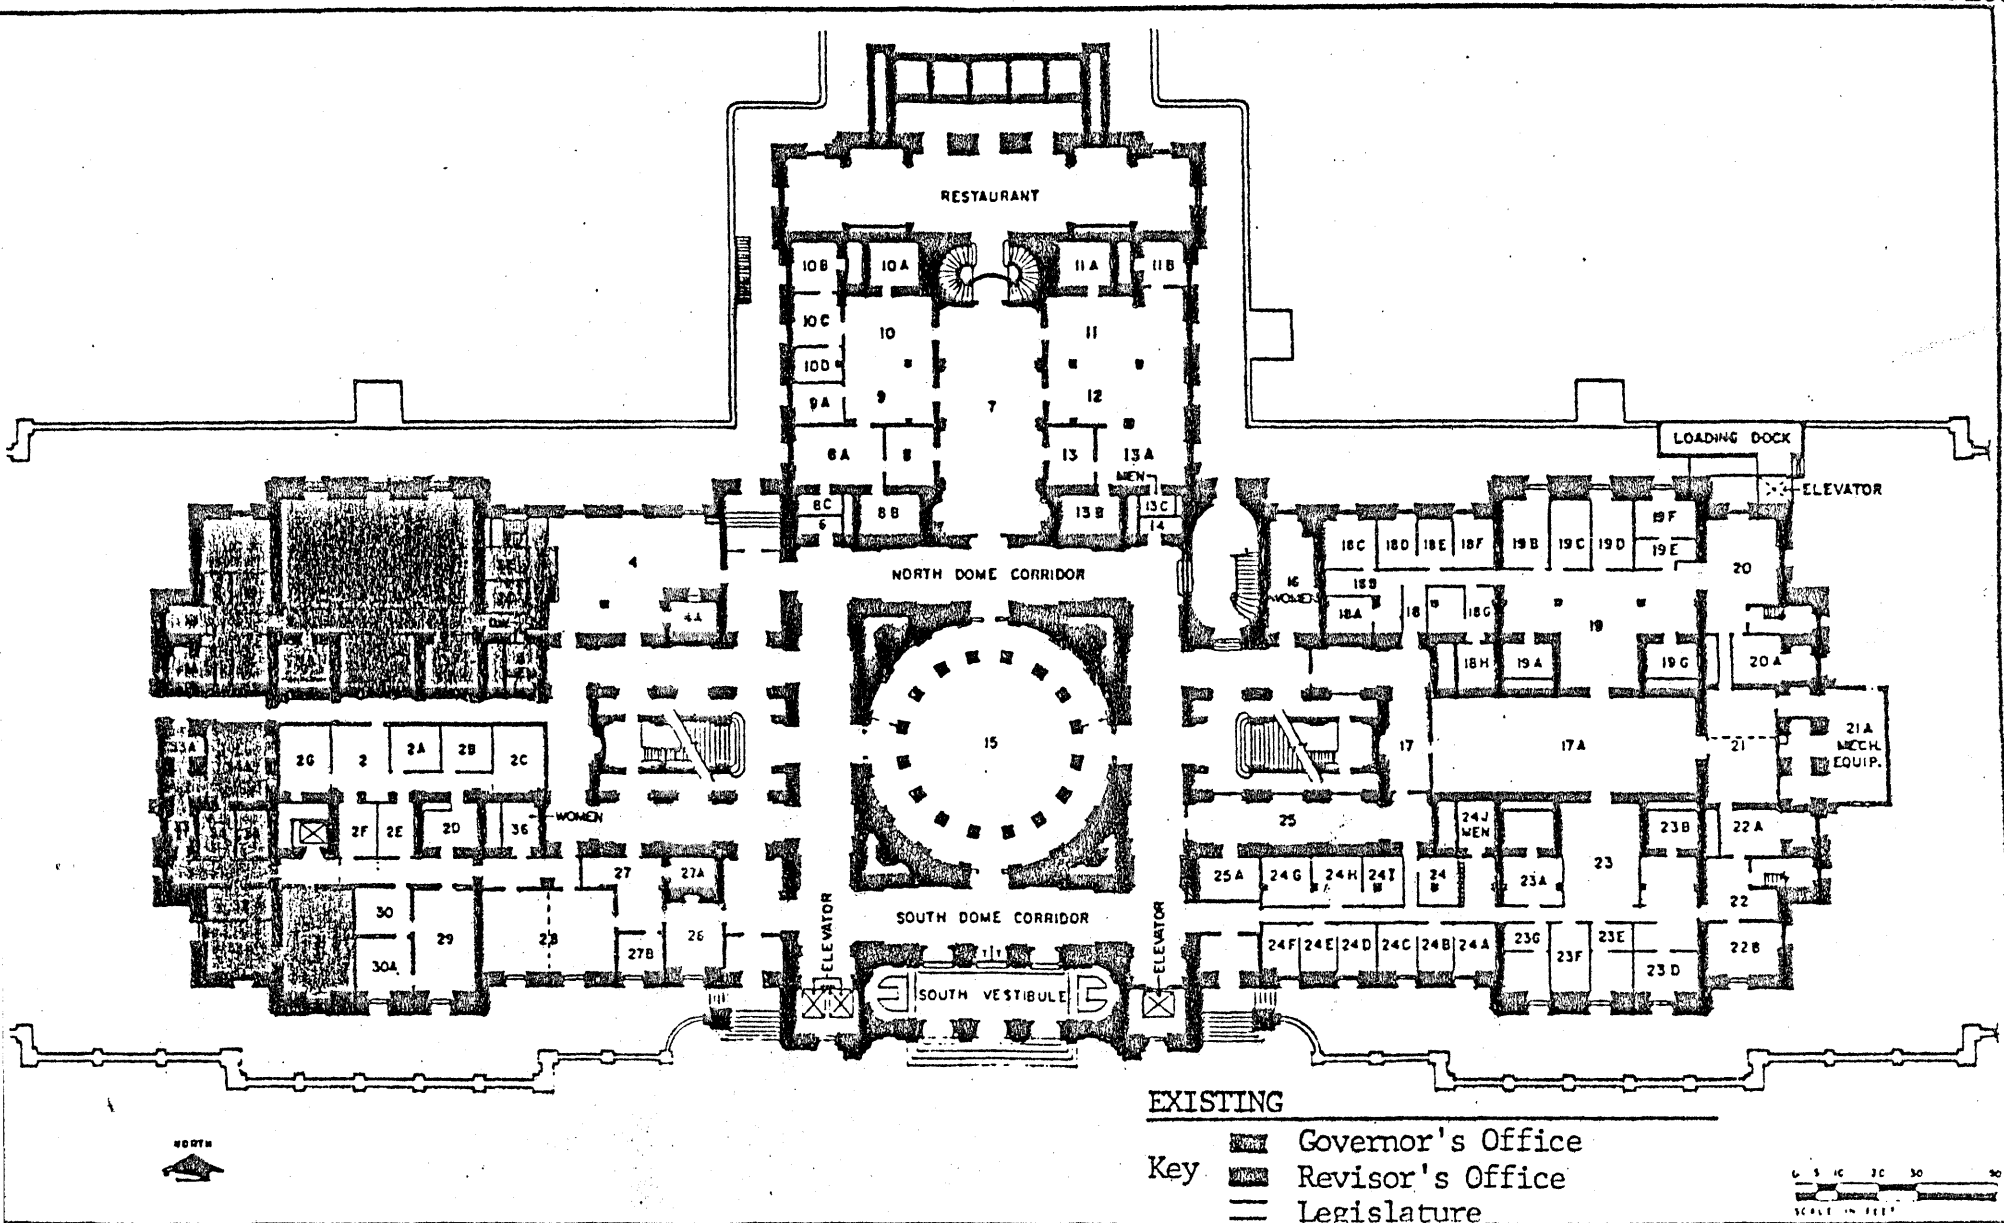 RESTAURANT
10B
10A
11A
11B
10C
10
11
10D
9A
9
7
12
LOADING DOCK
13
13A
MEN
ELEVATOR
8C
6
8B
13B
13C
14
19F
18C
18D
18E
18F
19B
19C
19D
19E
4
NORTH DOME CORRIDOR
16
WOMEN
18B
20
4A
18A
18
18G
19
18H
19A
19G
20A
33A
2G
2
2A
2B
2C
15
17
17A
21
21A
MECH.
EQUIP.
2F
2E
2D
36
WOMEN
25
24J
MEN
23B
22A
27
27A
23
25A
24G
24H
24I
24
23A
30
SOUTH DOME CORRIDOR
22
29
28
26
ELEVATOR
ELEVATOR
30A
27B
24F
24E
24D
24C
24B
24A
23G
23F
23E
23D
22B
SOUTH VESTIBULE
EXISTING
Governor's Office
Key
Revisor's Office
Legislature
NORTH
SCALE IN FEET